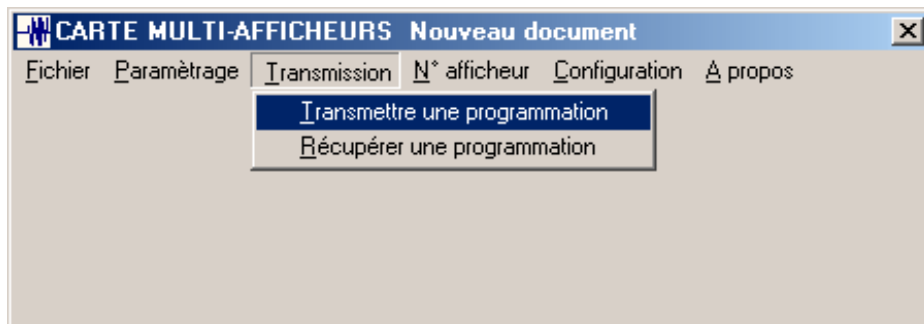 CARTE MULTI-AFFICHEURS Nouveau document
Fichier Paramètrage Transmission N° afficheur Configuration A propos
Transmettre une programmation
Récupérer une programmation